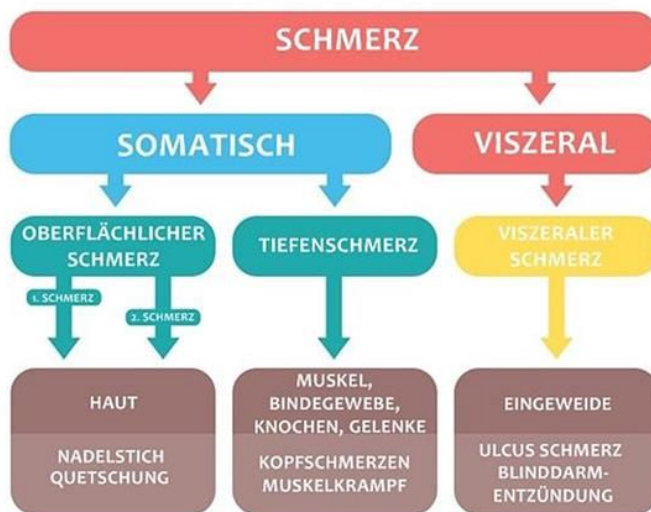 SCHMERZ
SOMATISCH
VISZERAL
OBERFLÄCHLICHER
SCHMERZ
TIEFENSCHMERZ
VISZERALER
SCHMERZ
1. SCHMERZ
2. SCHMERZ
HAUT
NADELSTICH
QUETSCHUNG
MUSKEL,
BINDEGEWEBE,
KNOCHEN, GELENKE
KOPFSCHMERZEN
MUSKELKRAMPF
EINGEWEIDE
ULCUS SCHMERZ
BLINDDARM-
ENTZÜNDUNG